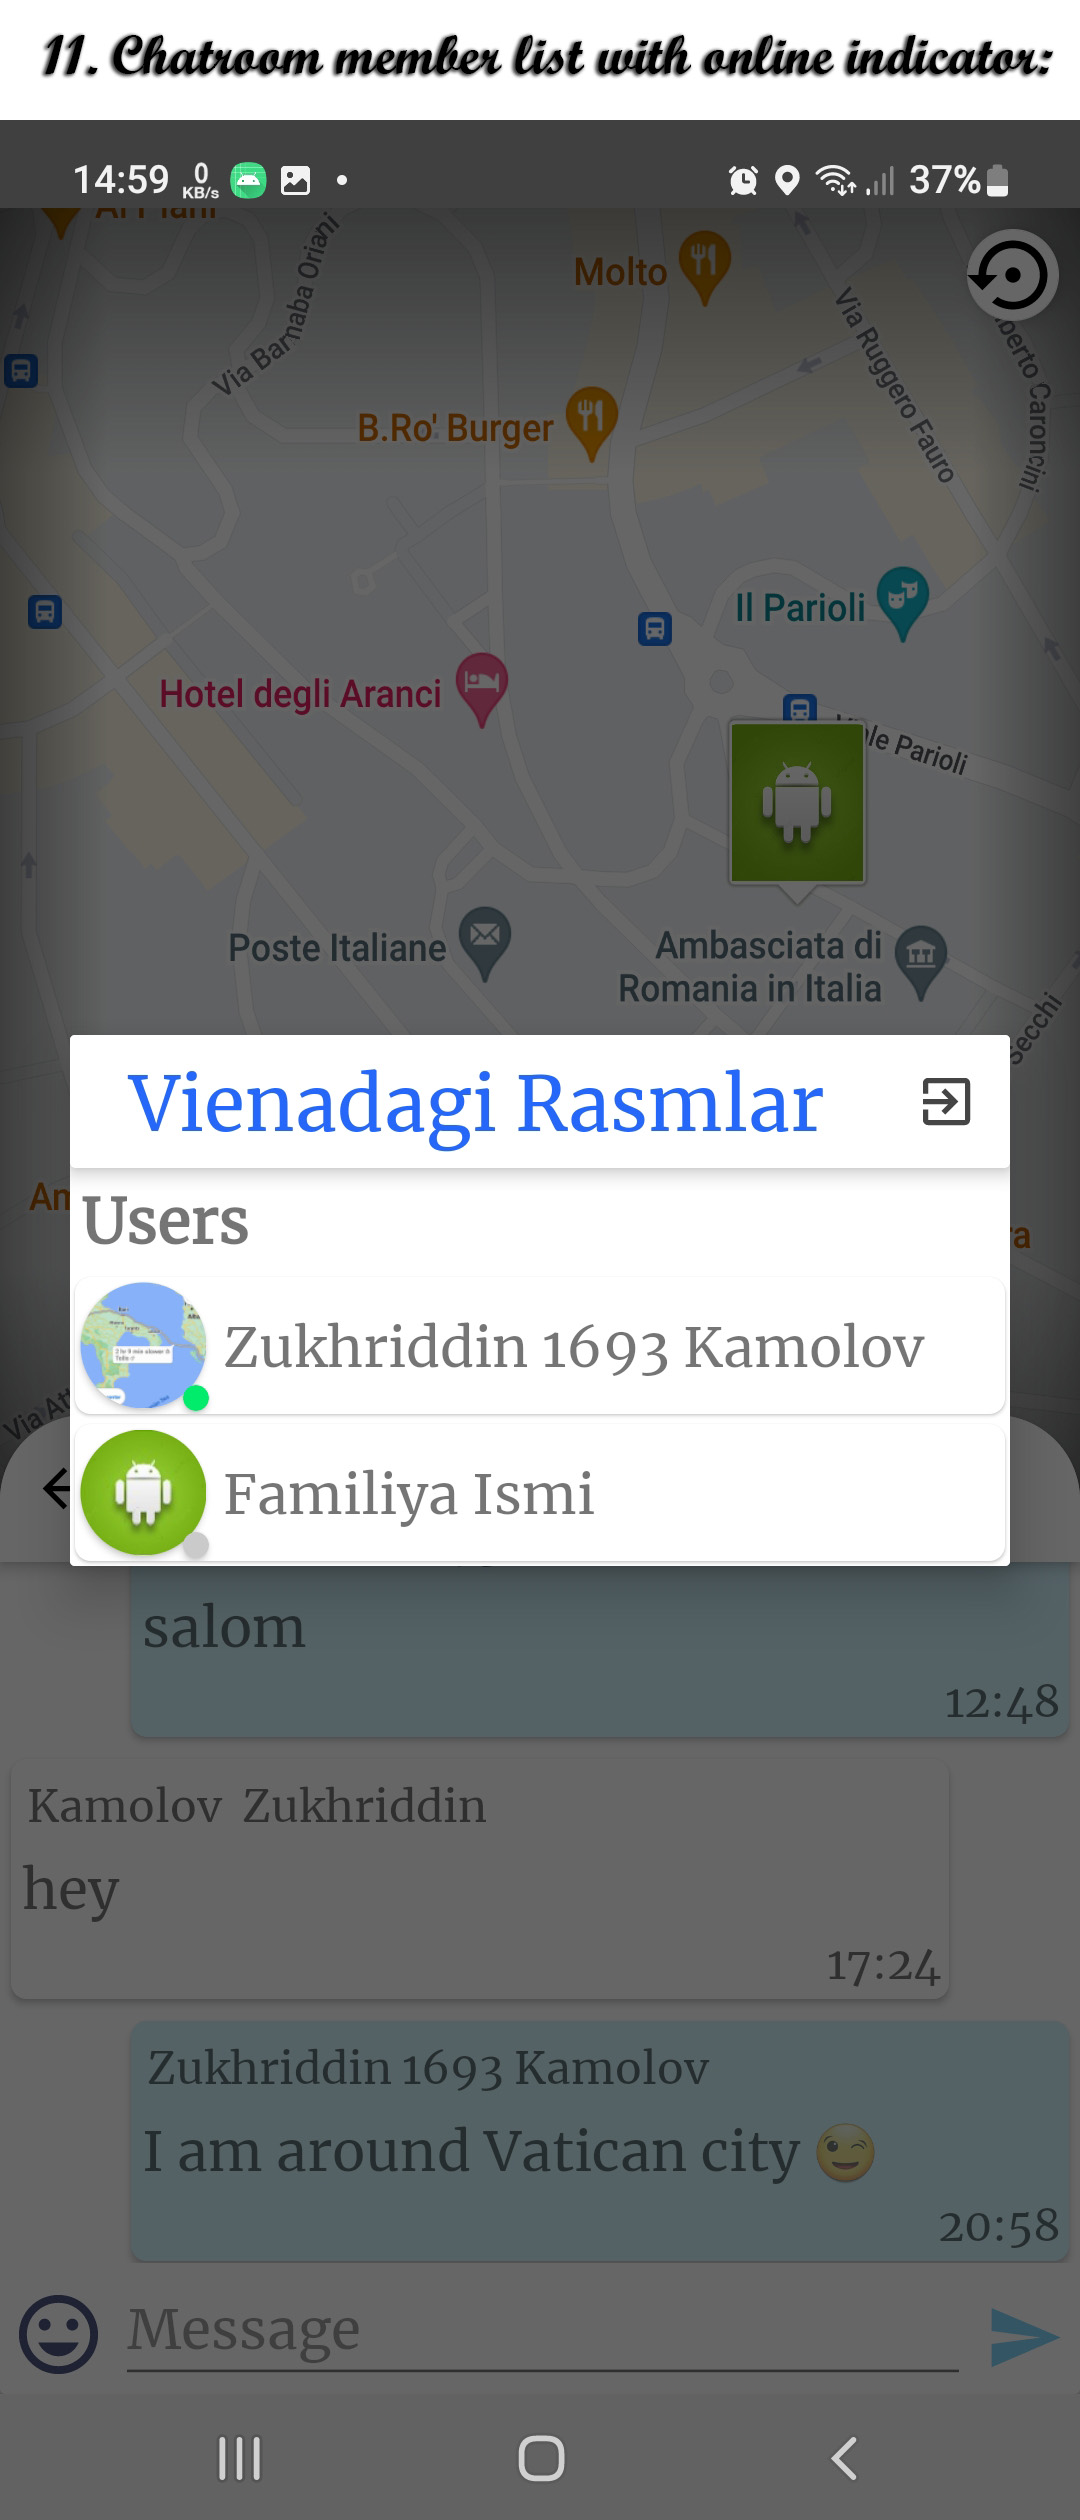 11. Chatroom member list with online indicator:
14:59 0 KB/s 37%
Via Barnaba Oriani
Molto
Via Ruggero Fauro
Caroncini
B.Ro' Burger
Il Parioli
Hotel degli Aranci
Parioli
Poste Italiane
Ambasciata di
Romania in Italia
Secchi
Vienadagi Rasmlar
Users
Zukhriddin 1693 Kamolov
Familiya Ismi
Via
salom
12:48
Kamolov Zukhriddin
hey
17:24
Zukhriddin 1693 Kamolov
I am around Vatican city 😉
20:58
Message